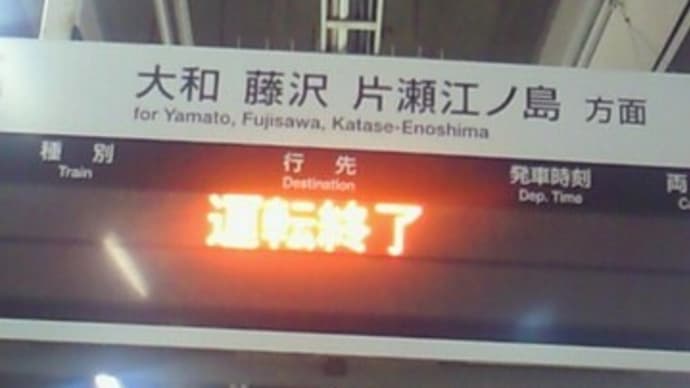 大和 藤沢 片瀬江ノ島 方面
for Yamato, Fujisawa, Katase-Enoshima
種別 行先 発車時刻 両
Train Destination Dep. Time
運転終了